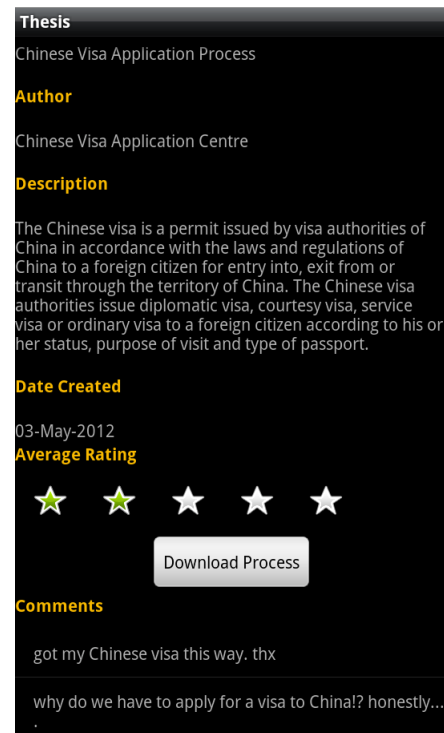 Thesis
Chinese Visa Application Process
Author
Chinese Visa Application Centre
Description
The Chinese visa is a permit issued by visa authorities of
China in accordance with the laws and regulations of
China to a foreign citizen for entry into, exit from or
transit through the territory of China. The Chinese visa
authorities issue diplomatic visa, courtesy visa, service
visa or ordinary visa to a foreign citizen according to his or
her status, purpose of visit and type of passport.
Date Created
03-May-2012
Average Rating
Download Process
Comments
got my Chinese visa this way. thx
why do we have to apply for a visa to China!? honestly...
.